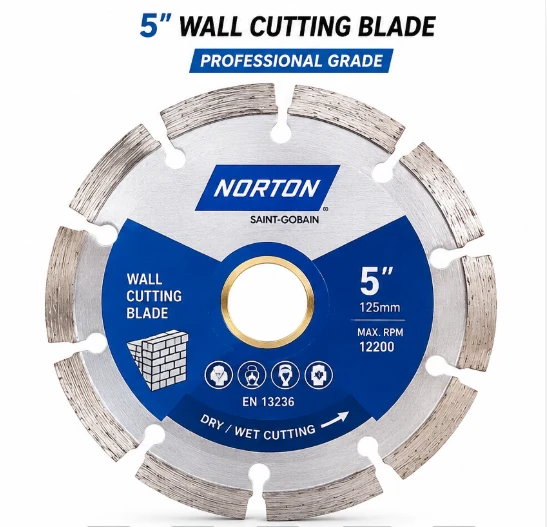 5” WALL CUTTING BLADE
PROFESSIONAL GRADE
NORTON
SAINT-GOBAIN
WALL
CUTTING
BLADE
5”
125mm
MAX. RPM
12200
EN 13236
DRY / WET CUTTING